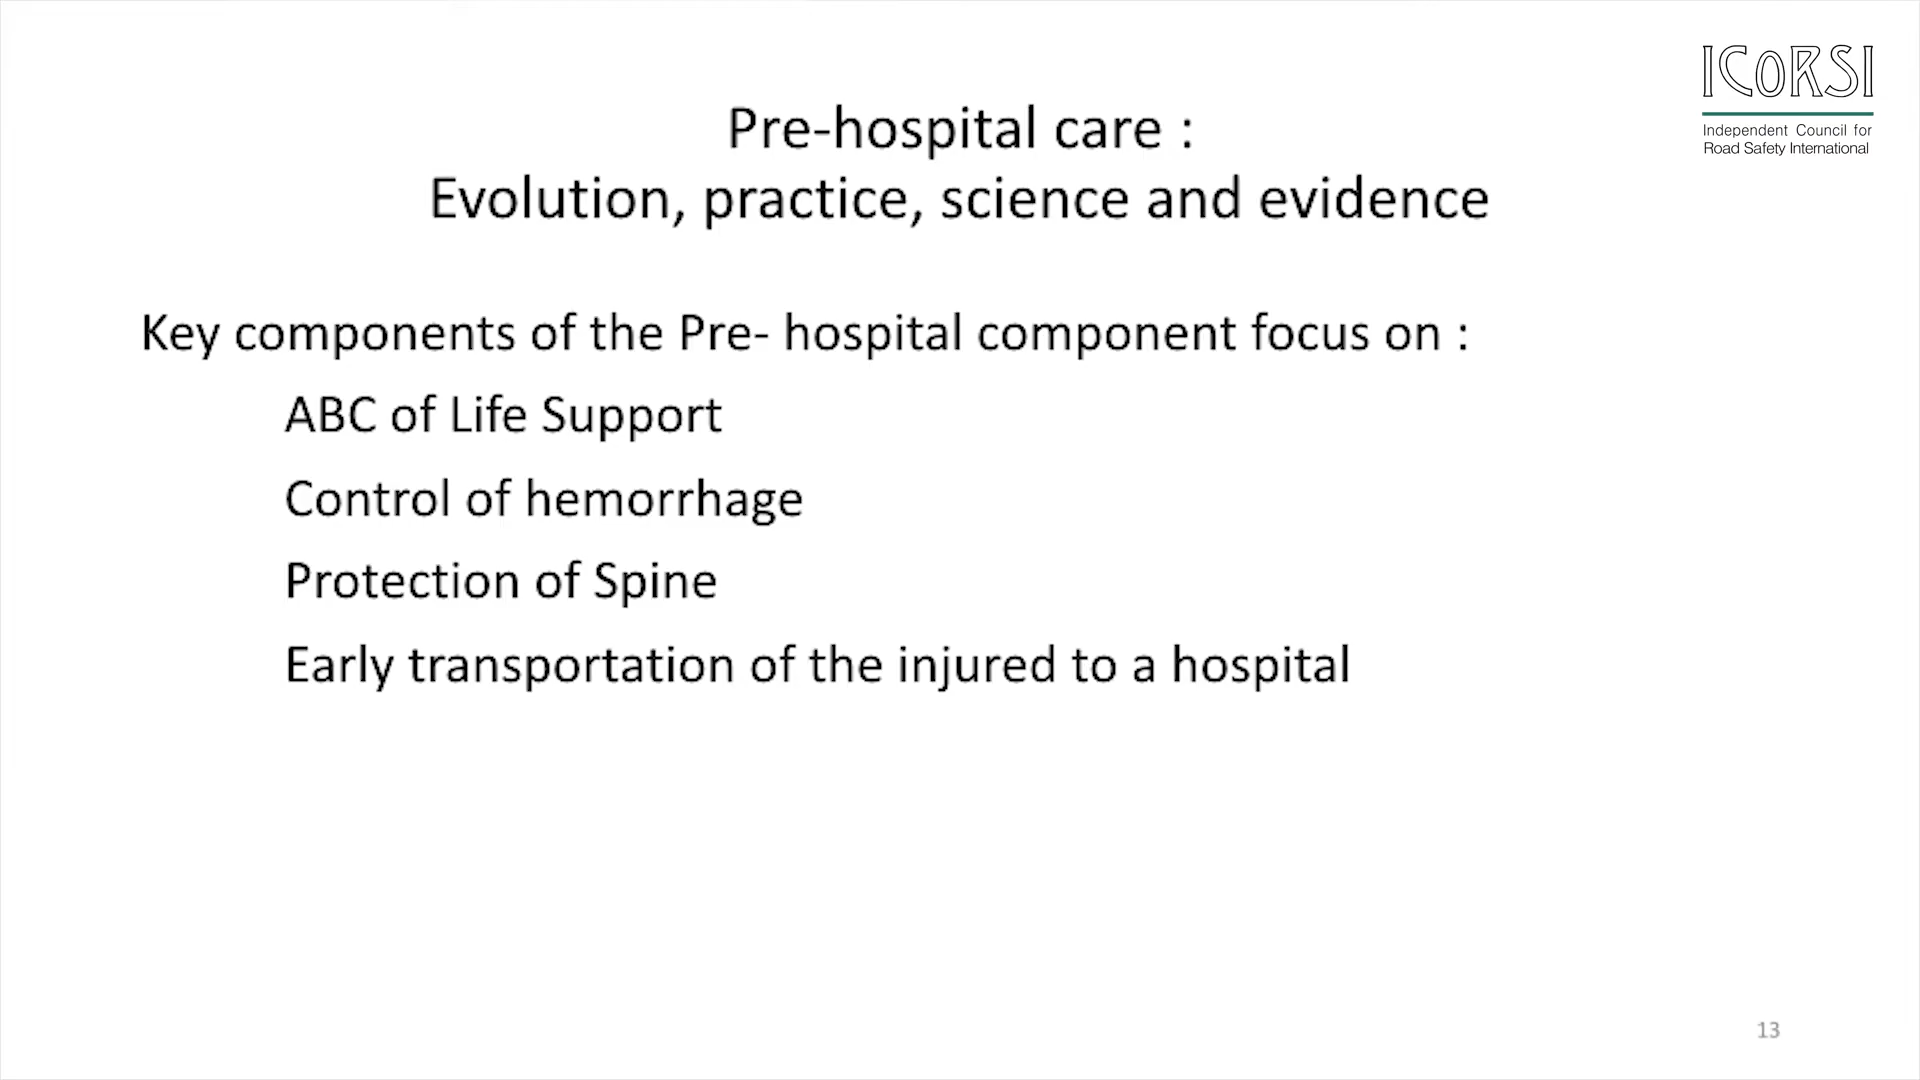 ICoRSI
Independent Council for
Road Safety International
Pre-hospital care :
Evolution, practice, science and evidence
Key components of the Pre- hospital component focus on :
ABC of Life Support
Control of hemorrhage
Protection of Spine
Early transportation of the injured to a hospital
13